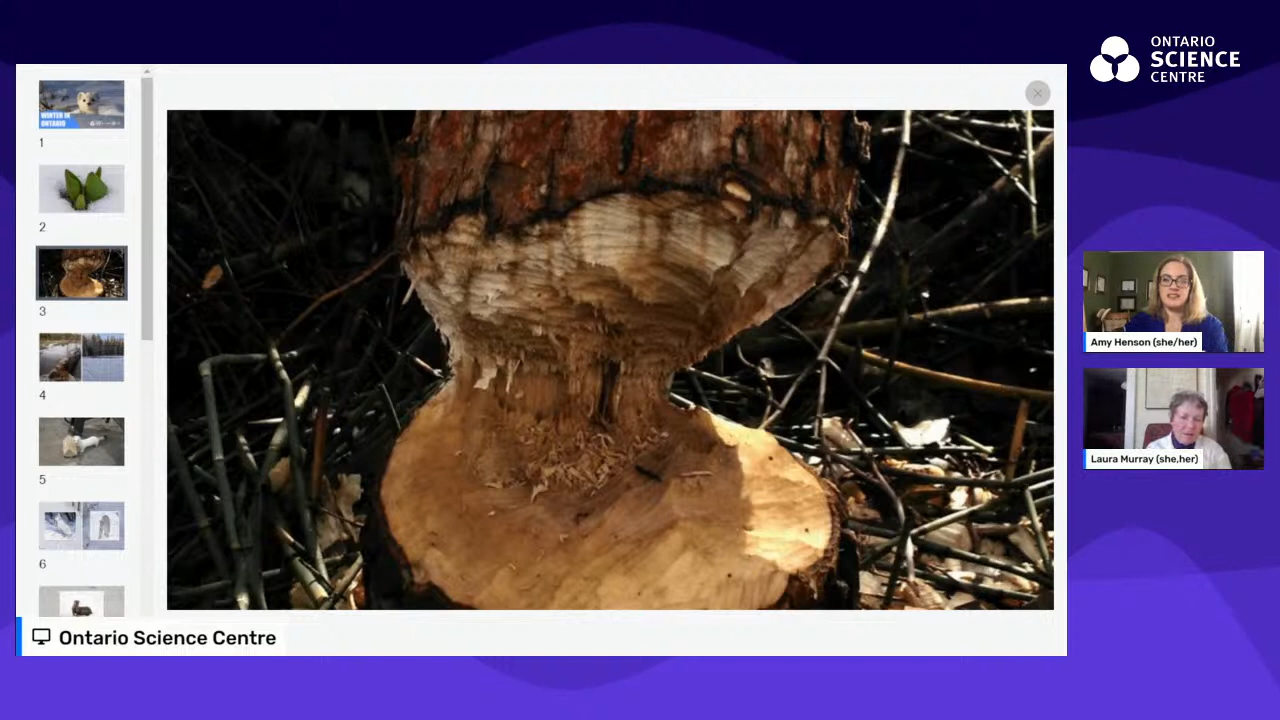 ONTARIO
SCIENCE
CENTRE
WINTER IN
ONTARIO
1
2
3
4
5
6
Amy Henson (she/her)
Laura Murray (she,her)
Ontario Science Centre